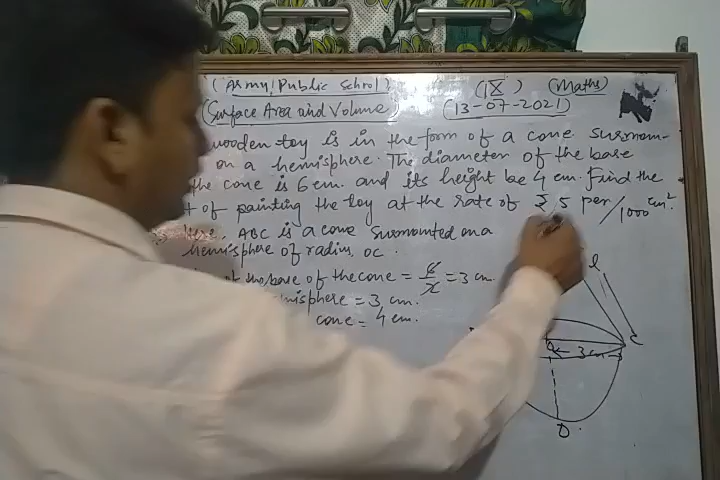 (Army Public School) (IX) (Maths)
(Surface Area and Volume) (13-07-2021)
wooden toy is in the form of a cone surmoun-
on a hemisphere. The diameter of the base
the cone is 6 cm. and its height be 4 cm. Find the
t of painting the toy at the rate of ₹ 5 per / 1000 cm².
Here, ABC is a cone surmounted on a
hemisphere of radius, OC.
of the base of the cone = 6/2 = 3 cm.
misphere = 3 cm.
cone = 4 cm.
l
C
O
3 cm
D